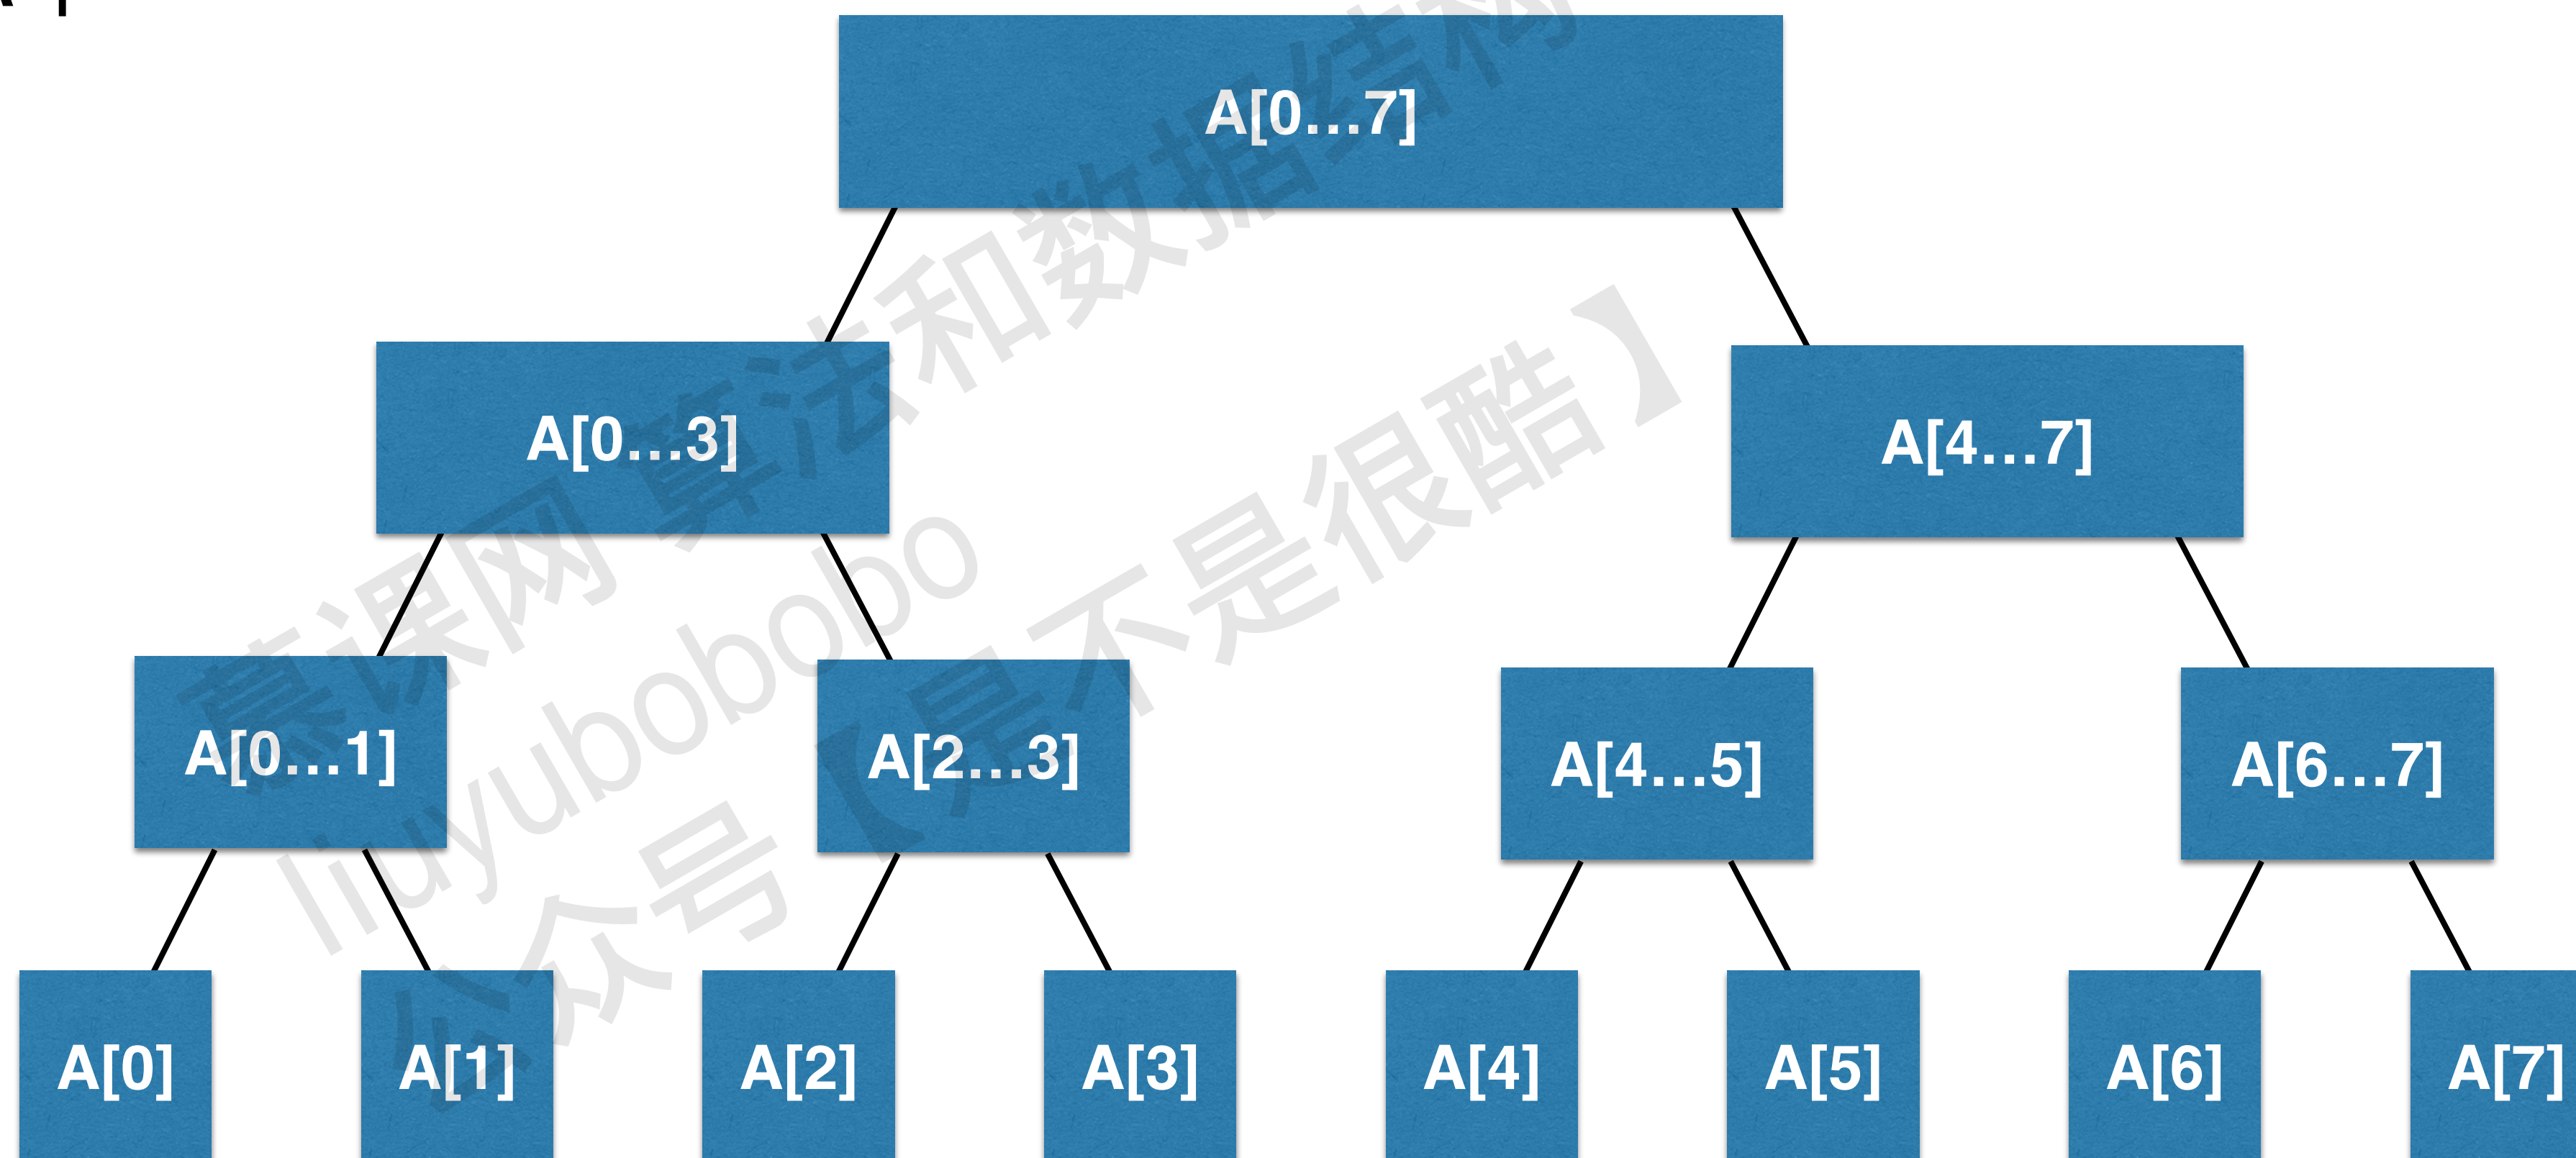 A[0…7]
A[0…3]
A[4…7]
A[0…1]
A[2…3]
A[4…5]
A[6…7]
A[0]
A[1]
A[2]
A[3]
A[4]
A[5]
A[6]
A[7]
慕课网 算法和数据结构
liuyubobobo
公众号【是不是很酷】